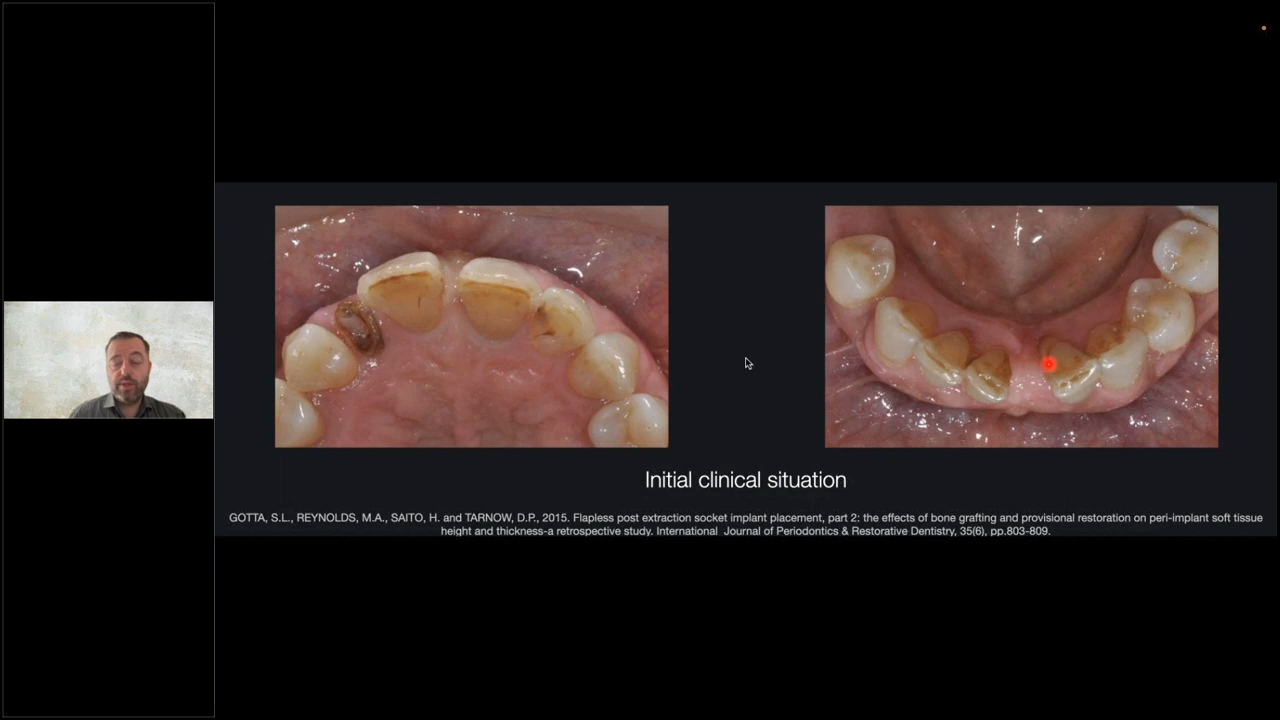 Initial clinical situation
GOTTA, S.L., REYNOLDS, M.A., SAITO, H. and TARNOW, D.P., 2015. Flapless post extraction socket implant placement, part 2: the effects of bone grafting and provisional restoration on peri-implant soft tissue
height and thickness-a retrospective study. International Journal of Periodontics & Restorative Dentistry, 35(6), pp.803-809.